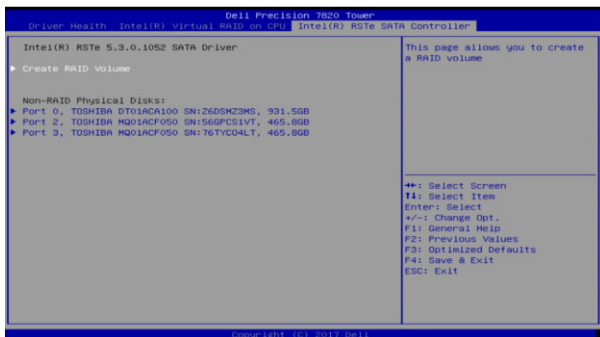 Dell Precision 7820 Tower
Driver Health Intel(R) Virtual RAID on CPU Intel(R) RSTe SATA Controller
Intel(R) RSTe 5.3.0.1052 SATA Driver
Create RAID Volume
Non-RAID Physical Disks:
Port 0, TOSHIBA DT01ACA100 SN:Z6DSMZ3MS, 931.5GB
Port 2, TOSHIBA MQ01ACF050 SN:56GPCS1VT, 465.8GB
Port 3, TOSHIBA MQ01ACF050 SN:76TYCO4LT, 465.8GB
This page allows you to create
a RAID volume
→←: Select Screen
↑↓: Select Item
Enter: Select
+/-: Change Opt.
F1: General Help
F2: Previous Values
F3: Optimized Defaults
F4: Save & Exit
ESC: Exit
Copyright (C) 2017 Dell